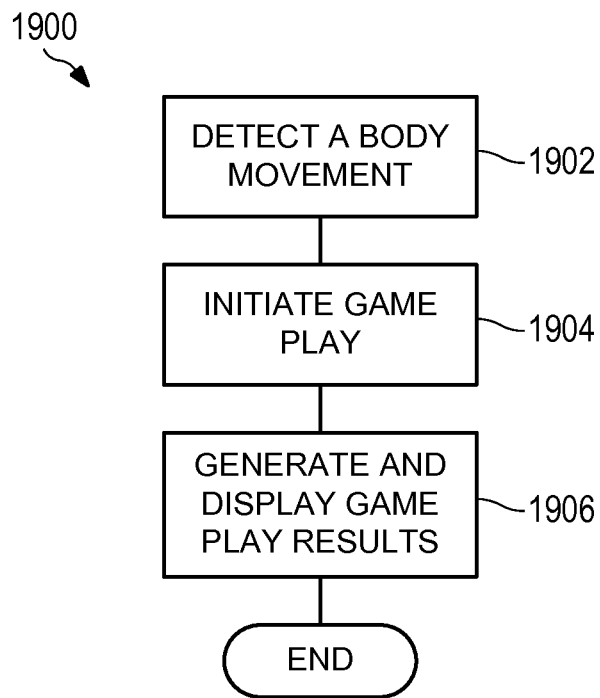 1900
DETECT A BODY
MOVEMENT
1902
INITIATE GAME
PLAY
1904
GENERATE AND
DISPLAY GAME
PLAY RESULTS
1906
END